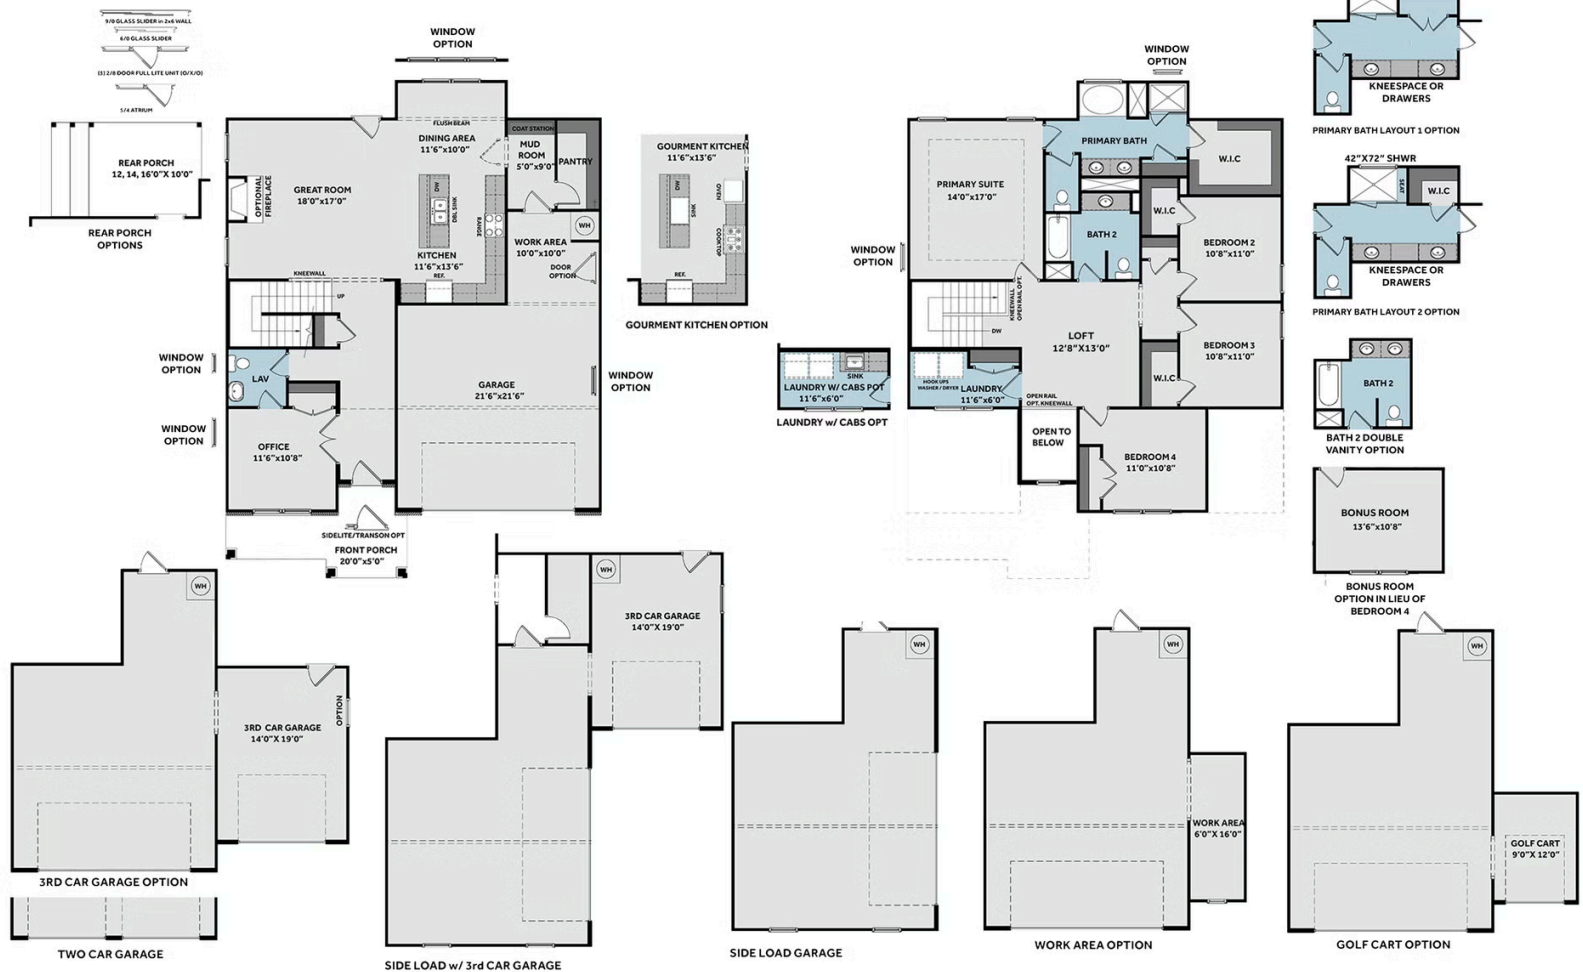 9/0 GLASS SLIDER in 2x6 WALL
6/0 GLASS SLIDER
(3) 2/8 DOOR FULL LITE UNIT (O/X/O)
5/4 ATRIUM
REAR PORCH
12, 14, 16'0"X 10'0"
REAR PORCH
OPTIONS
WINDOW
OPTION
FLUSH BEAM
DINING AREA
11'6"x10'0"
COAT STATION
MUD
ROOM
5'0"x9'0"
PANTRY
GREAT ROOM
18'0"x17'0"
OPTIONAL
FIREPLACE
DW
DBL SINK
RANGE
KITCHEN
11'6"x13'6"
REF.
WH
WORK AREA
10'0"x10'0"
DOOR
OPTION
KNEEWALL
UP
WINDOW
OPTION
LAV
WINDOW
OPTION
OFFICE
11'6"x10'8"
GARAGE
21'6"x21'6"
WINDOW
OPTION
SIDELITE/TRANSON OPT
FRONT PORCH
20'0"x5'0"
GOURMENT KITCHEN
11'6"x13'6"
DW
SINK
OVEN
COOKTOP
REF.
GOURMENT KITCHEN OPTION
WINDOW
OPTION
PRIMARY BATH
W.I.C
PRIMARY SUITE
14'0"x17'0"
WINDOW
OPTION
W.I.C
BATH 2
BEDROOM 2
10'8"x11'0"
KNEEWALL
OPEN RAIL OPT.
DW
LOFT
12'8"X13'0"
BEDROOM 3
10'8"x11'0"
W.I.C
HOOK UPS
WASHER / DRYER
LAUNDRY
11'6"x6'0"
OPEN RAIL
OPT. KNEEWALL
OPEN TO
BELOW
BEDROOM 4
11'0"x10'8"
SINK
LAUNDRY W/ CABS POT
11'6"x6'0"
LAUNDRY w/ CABS OPT
KNEESPACE OR
DRAWERS
PRIMARY BATH LAYOUT 1 OPTION
42"X72" SHWR
SEAT
W.I.C
KNEESPACE OR
DRAWERS
PRIMARY BATH LAYOUT 2 OPTION
BATH 2
BATH 2 DOUBLE
VANITY OPTION
BONUS ROOM
13'6"x10'8"
BONUS ROOM
OPTION IN LIEU OF
BEDROOM 4
WH
3RD CAR GARAGE
14'0"X 19'0"
OPTION
3RD CAR GARAGE OPTION
TWO CAR GARAGE
WH
3RD CAR GARAGE
14'0"X 19'0"
SIDE LOAD w/ 3rd CAR GARAGE
WH
SIDE LOAD GARAGE
WH
WORK AREA
6'0"X 16'0"
WORK AREA OPTION
WH
GOLF CART
9'0"X 12'0"
GOLF CART OPTION